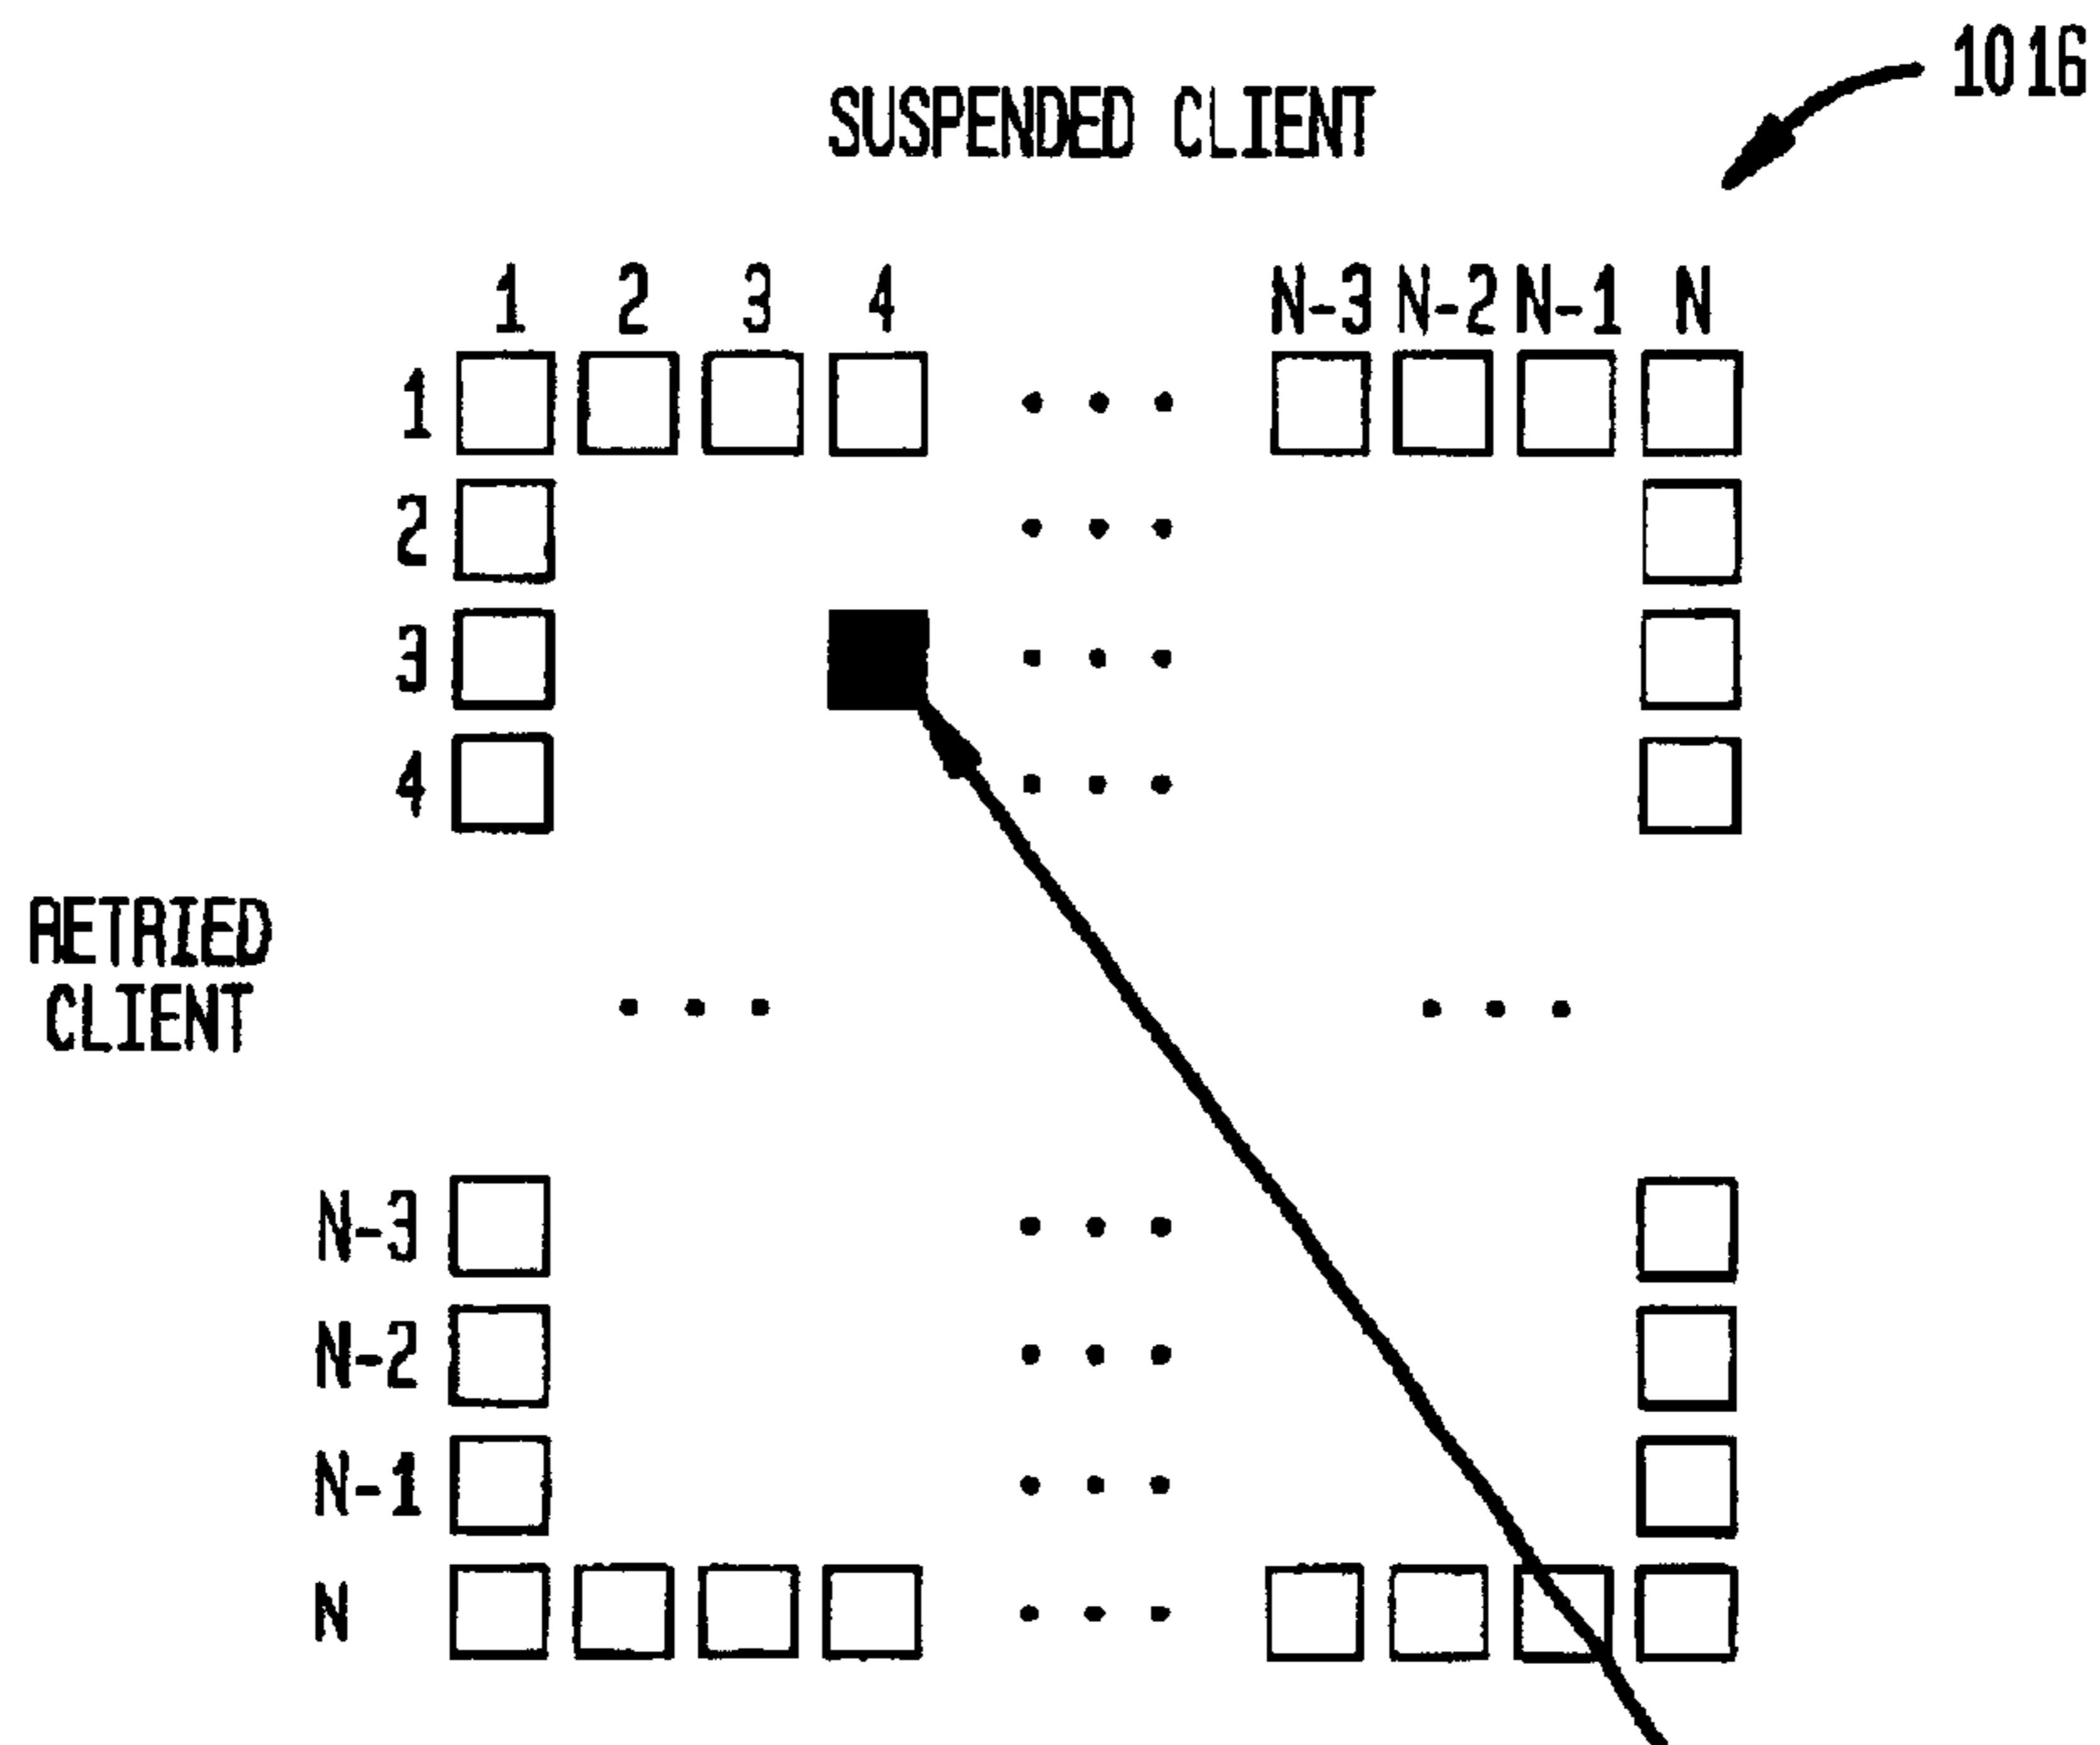 1016
SUSPENDED CLIENT
1 2 3 4 N-3 N-2 N-1 N
1
2
3
4
RETRIED
CLIENT
N-3
N-2
N-1
N